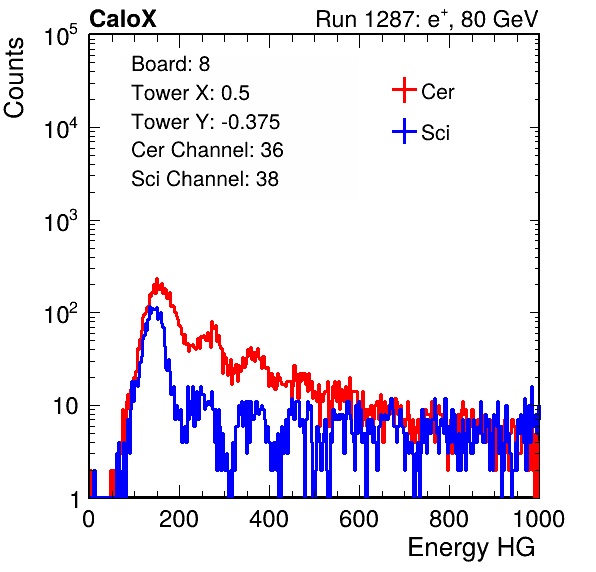 CaloX Run 1287: e⁺, 80 GeV
Counts
10⁵
10⁴
10³
10²
10
1
Board: 8
Tower X: 0.5
Tower Y: -0.375
Cer Channel: 36
Sci Channel: 38
Cer
Sci
0 200 400 600 800 1000
Energy HG